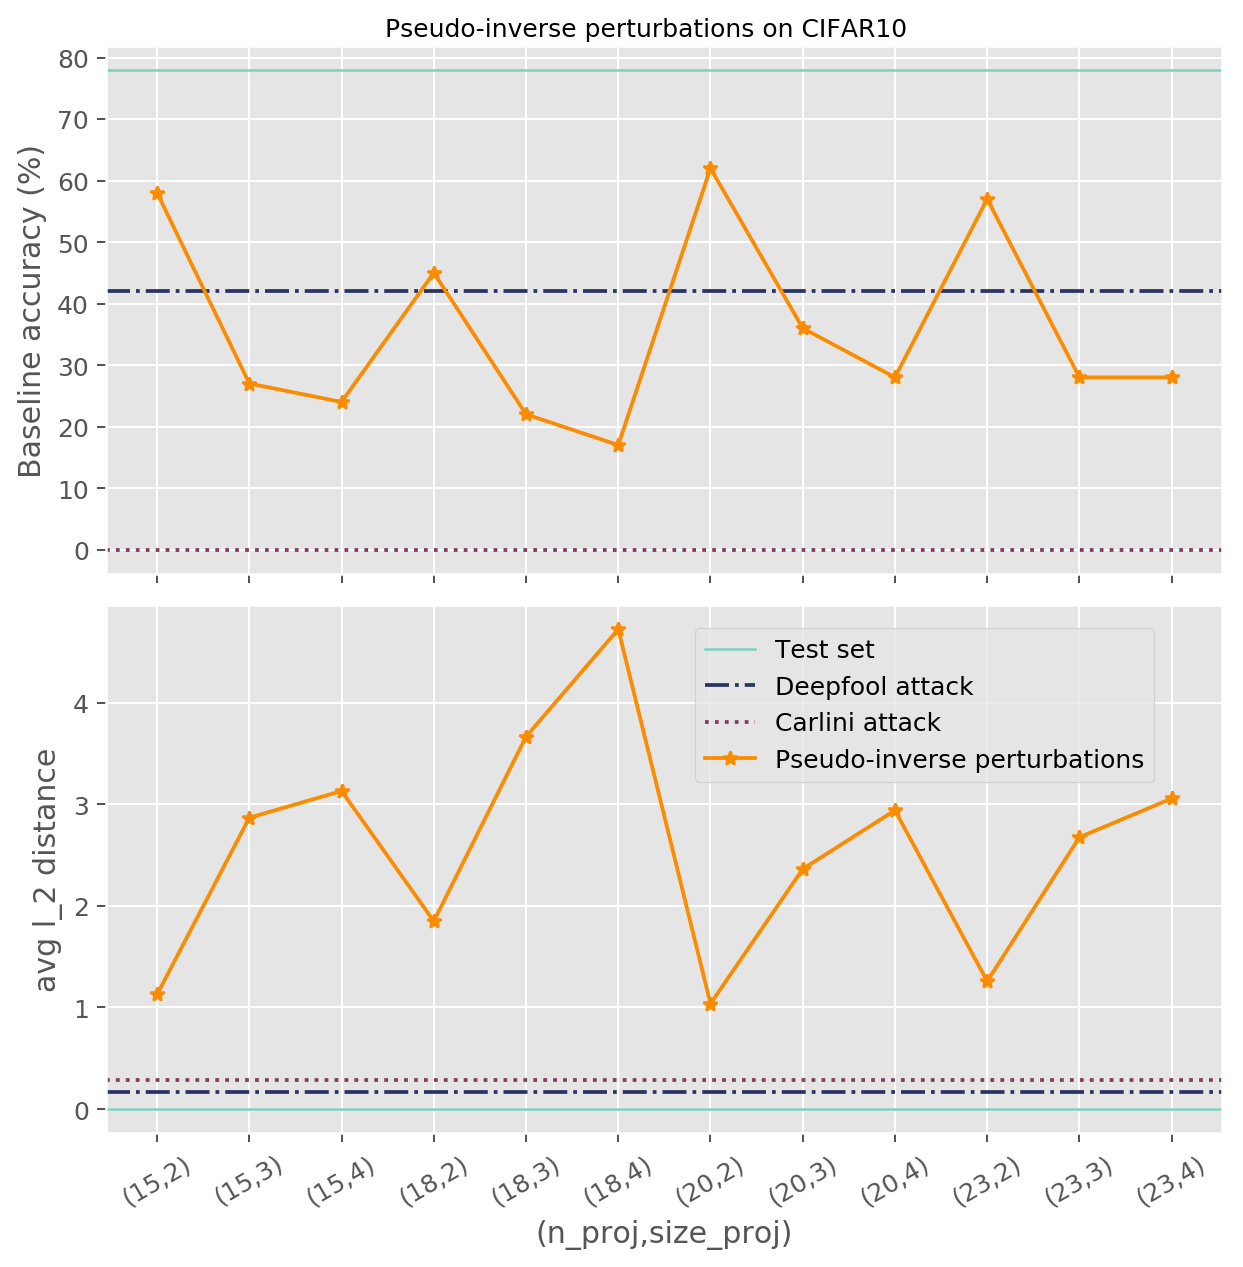 Pseudo-inverse perturbations on CIFAR10
80
70
60
50
40
30
20
10
0
Baseline accuracy (%)
4
3
2
1
0
avg l_2 distance
Test set
Deepfool attack
Carlini attack
Pseudo-inverse perturbations
(15,2) (15,3) (15,4) (18,2) (18,3) (18,4) (20,2) (20,3) (20,4) (23,2) (23,3) (23,4)
(n_proj,size_proj)